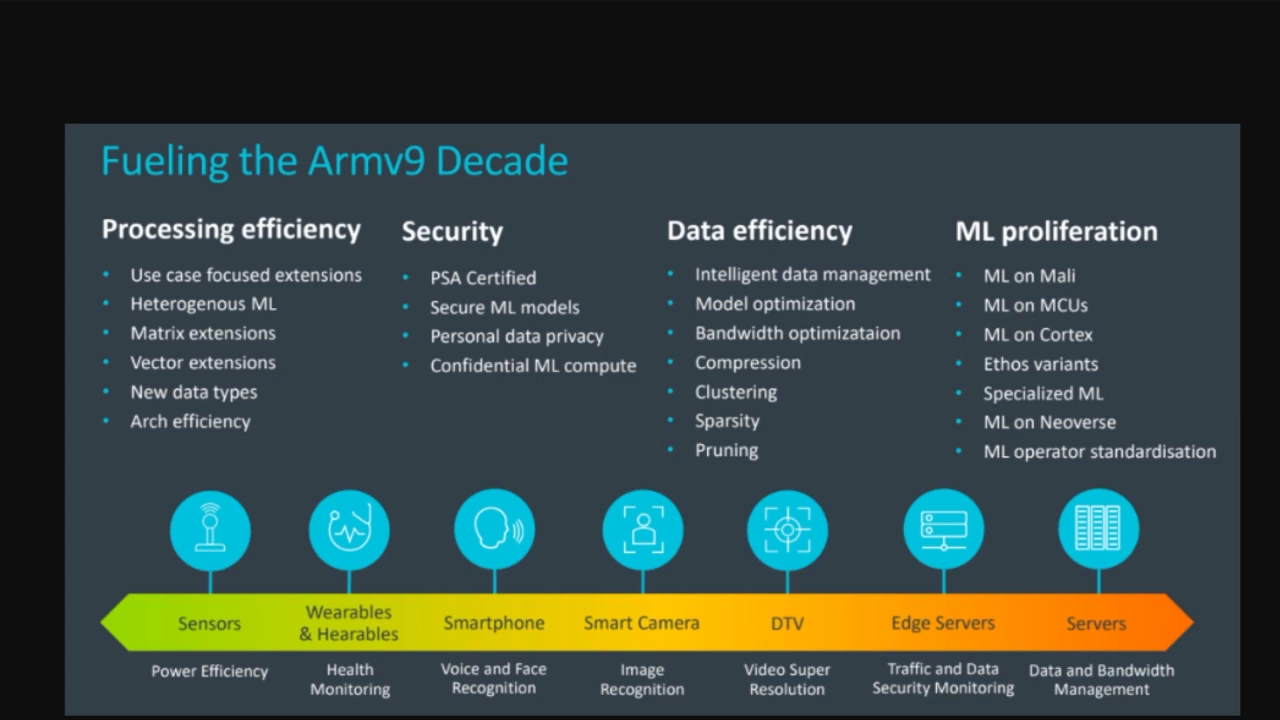 Fueling the Armv9 Decade
Processing efficiency
• Use case focused extensions
• Heterogenous ML
• Matrix extensions
• Vector extensions
• New data types
• Arch efficiency
Security
• PSA Certified
• Secure ML models
• Personal data privacy
• Confidential ML compute
Data efficiency
• Intelligent data management
• Model optimization
• Bandwidth optimizataion
• Compression
• Clustering
• Sparsity
• Pruning
ML proliferation
• ML on Mali
• ML on MCUs
• ML on Cortex
• Ethos variants
• Specialized ML
• ML on Neoverse
• ML operator standardisation
Sensors
Power Efficiency
Wearables
& Hearables
Health
Monitoring
Smartphone
Voice and Face
Recognition
Smart Camera
Image
Recognition
DTV
Video Super
Resolution
Edge Servers
Traffic and Data
Security Monitoring
Servers
Data and Bandwidth
Management